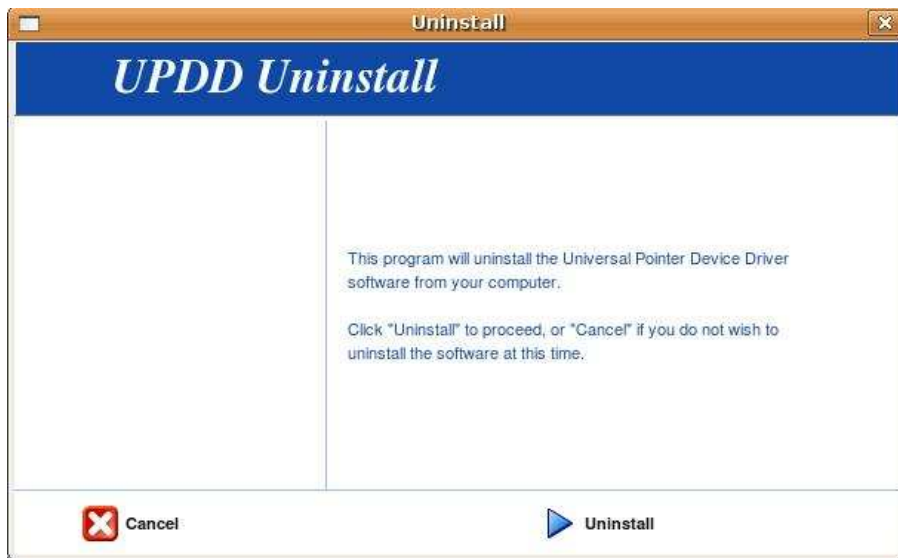 Uninstall
UPDD Uninstall
This program will uninstall the Universal Pointer Device Driver
software from your computer.
Click "Uninstall" to proceed, or "Cancel" if you do not wish to
uninstall the software at this time.
Cancel
Uninstall